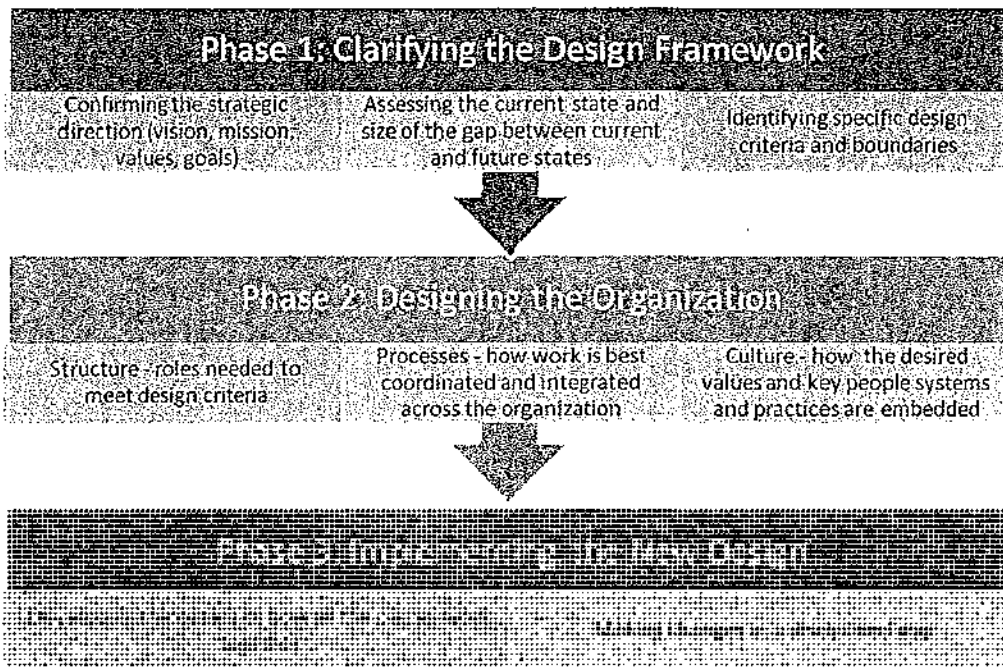 Phase 1: Clarifying the Design Framework
Confirming the strategic
direction (vision, mission,
values, goals)
Assessing the current state and
size of the gap between current
and future states
Identifying specific design
criteria and boundaries
Phase 2: Designing the Organization
Structure - roles needed to
meet design criteria
Processes - how work is best
coordinated and integrated
across the organization
Culture - how the desired
values and key people systems
and practices are embedded
Phase 3: Implementing the New Design
Making changes in a